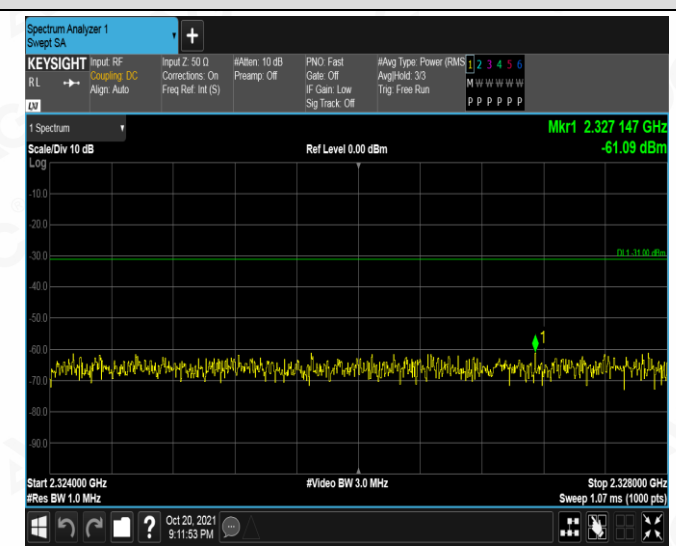 Spectrum Analyzer 1
Swept SA
KEYSIGHT
RL
LXI
Input: RF
Coupling: DC
Align: Auto
Input Z: 50 Ω
Corrections: On
Freq Ref: Int (S)
#Atten: 10 dB
Preamp: Off
PNO: Fast
Gate: Off
IF Gain: Low
Sig Track: Off
#Avg Type: Power (RMS
Avg|Hold: 3/3
Trig: Free Run
1 2 3 4 5 6
M W W W W W
P P P P P P
1 Spectrum
Scale/Div 10 dB
Log
Ref Level 0.00 dBm
Mkr1 2.327 147 GHz
-61.09 dBm
-10.0
-20.0
-30.0
DL1 -31.00 dBm
-40.0
-50.0
1
-60.0
-70.0
-80.0
-90.0
Start 2.324000 GHz
#Res BW 1.0 MHz
#Video BW 3.0 MHz
Stop 2.328000 GHz
Sweep 1.07 ms (1000 pts)
?
Oct 20, 2021
9:11:53 PM